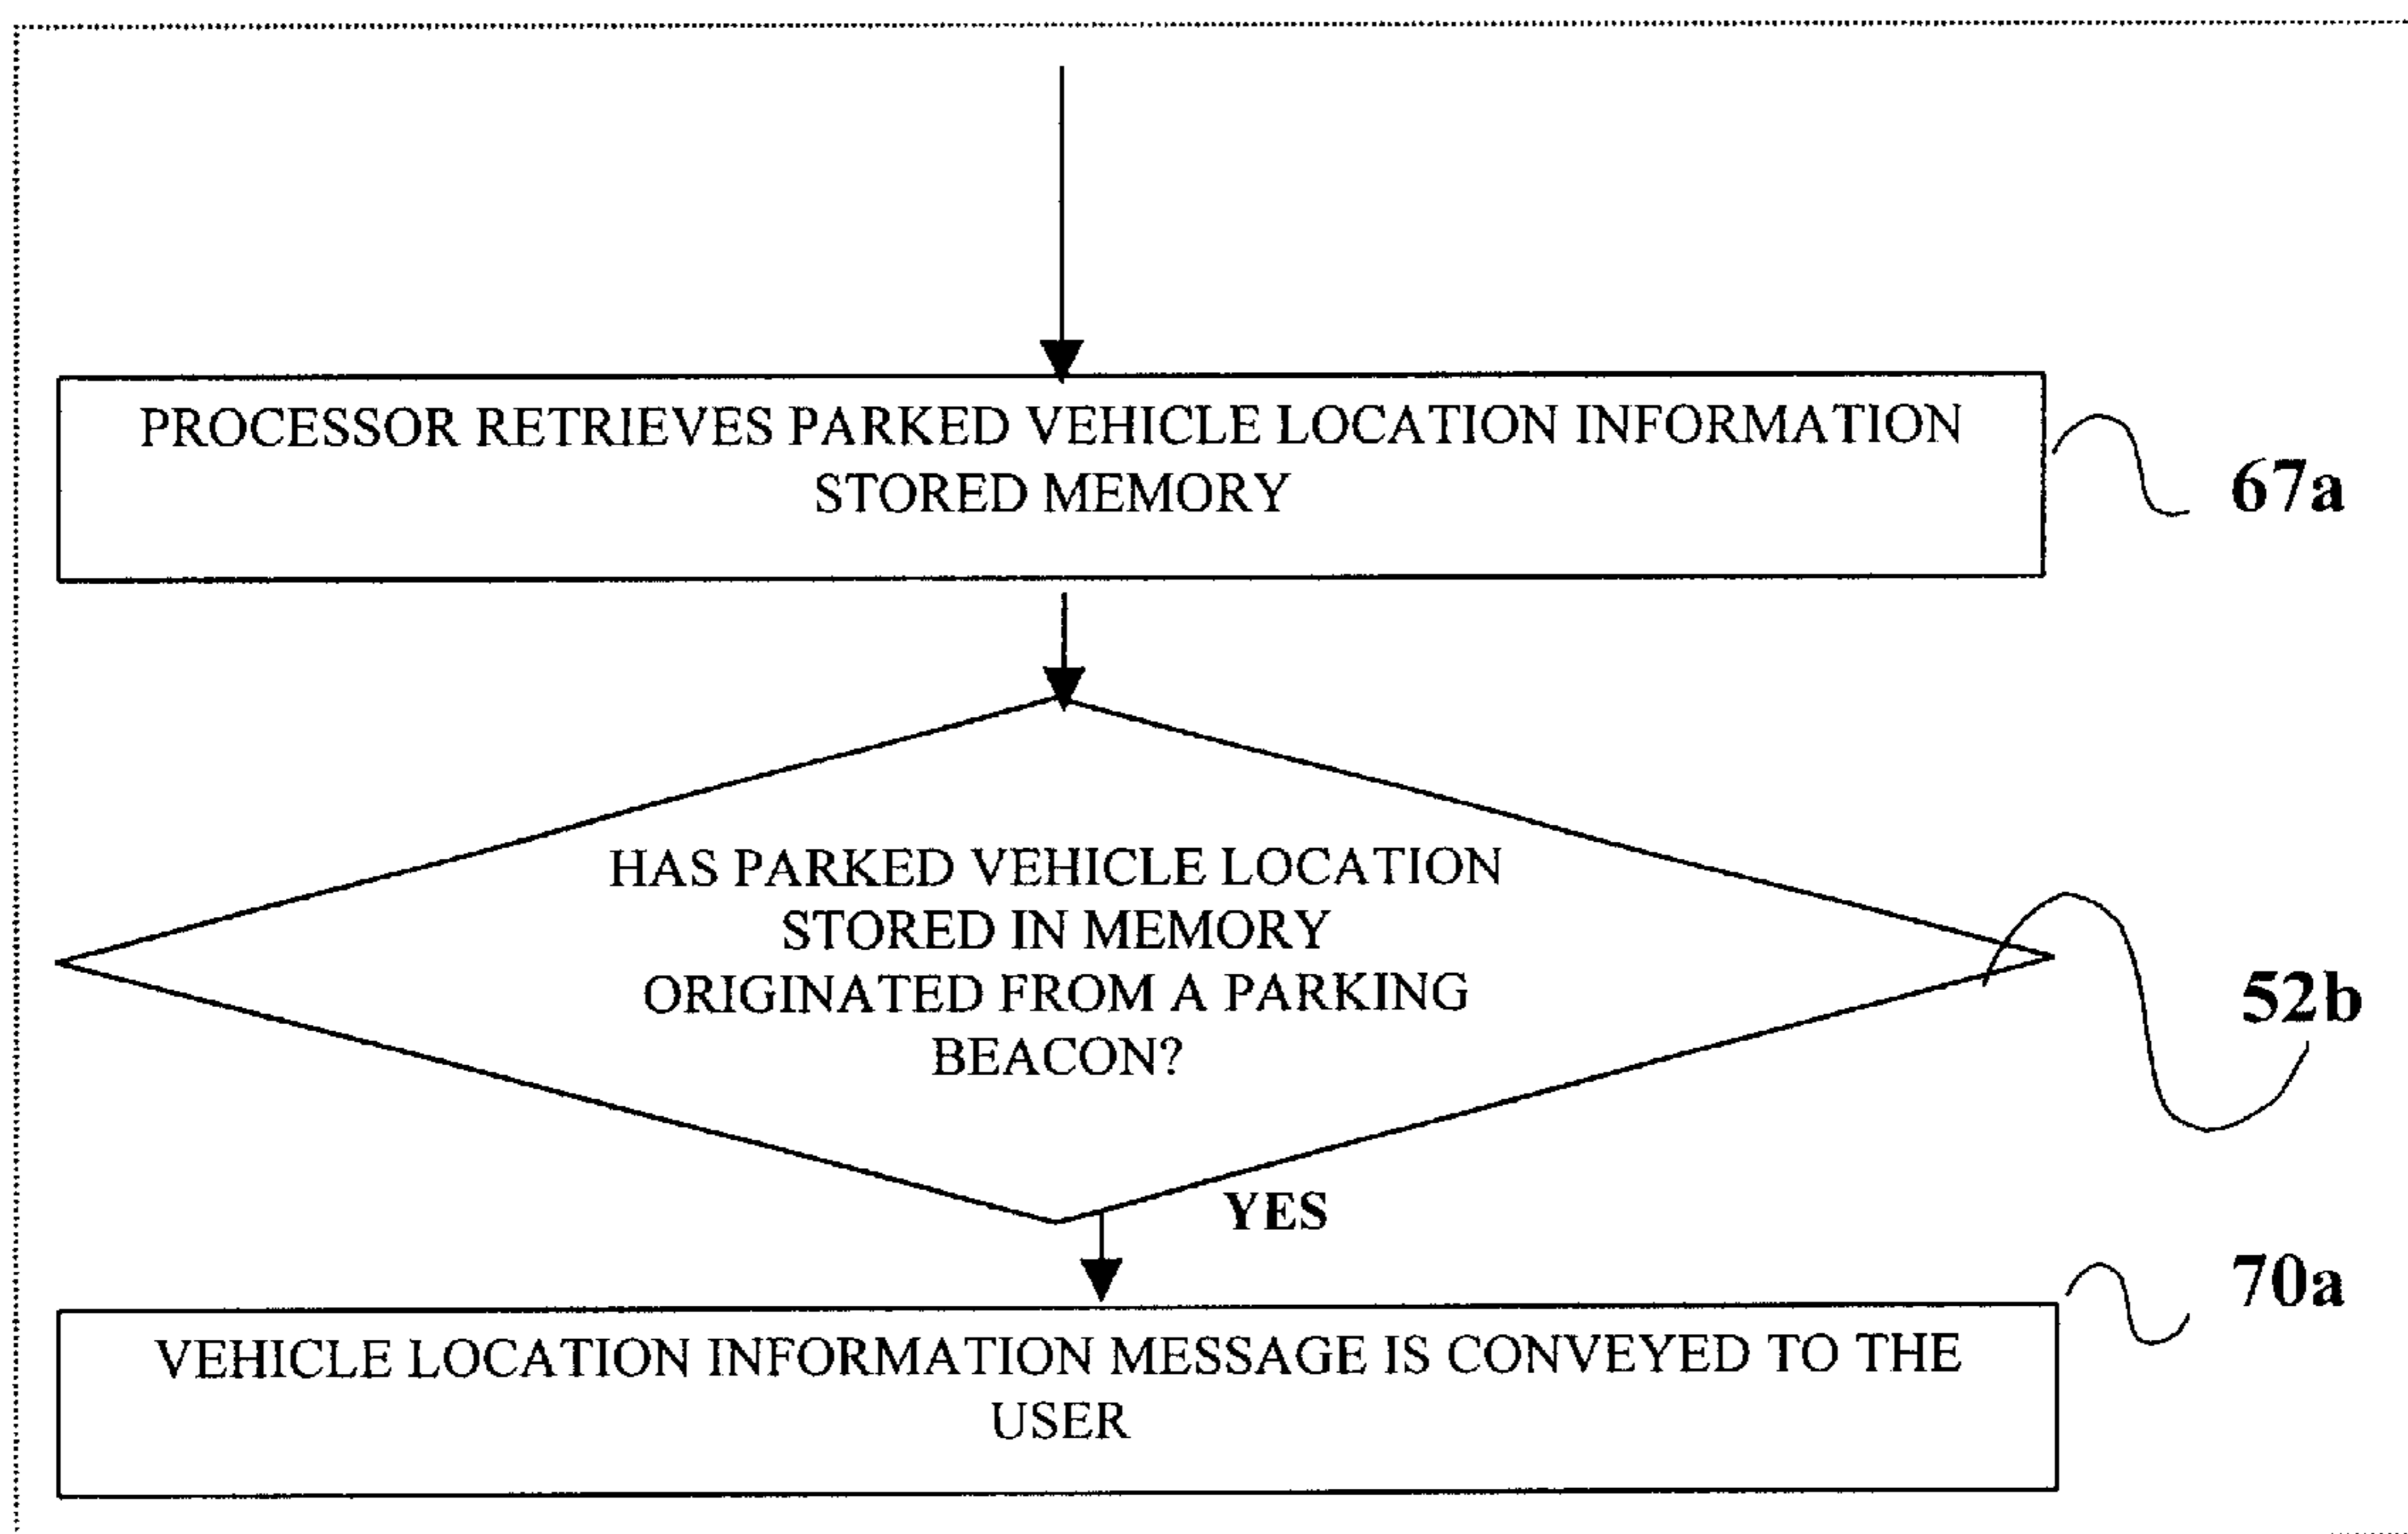 PROCESSOR RETRIEVES PARKED VEHICLE LOCATION INFORMATION
STORED MEMORY
67a
HAS PARKED VEHICLE LOCATION
STORED IN MEMORY
ORIGINATED FROM A PARKING
BEACON?
52b
YES
70a
VEHICLE LOCATION INFORMATION MESSAGE IS CONVEYED TO THE
USER